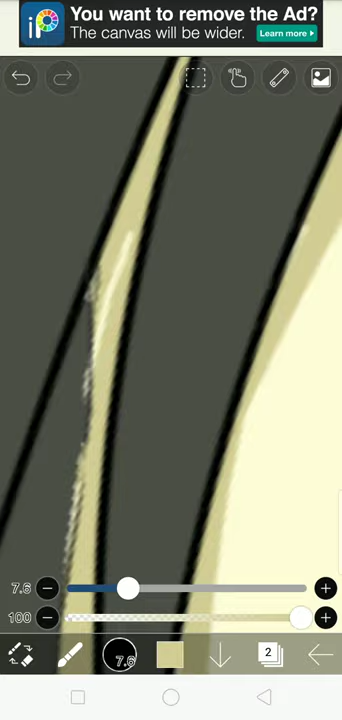 iP
You want to remove the Ad?
The canvas will be wider.
Learn more
7.6
100
7.6
2